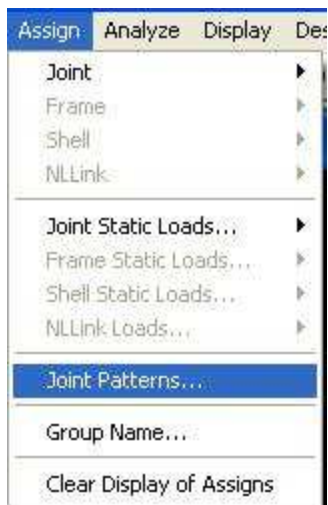 Assign Analyze Display Des
Joint
Frame
Shell
NLLink
Joint Static Loads...
Frame Static Loads...
Shell Static Loads...
NLLink Loads...
Joint Patterns...
Group Name...
Clear Display of Assigns